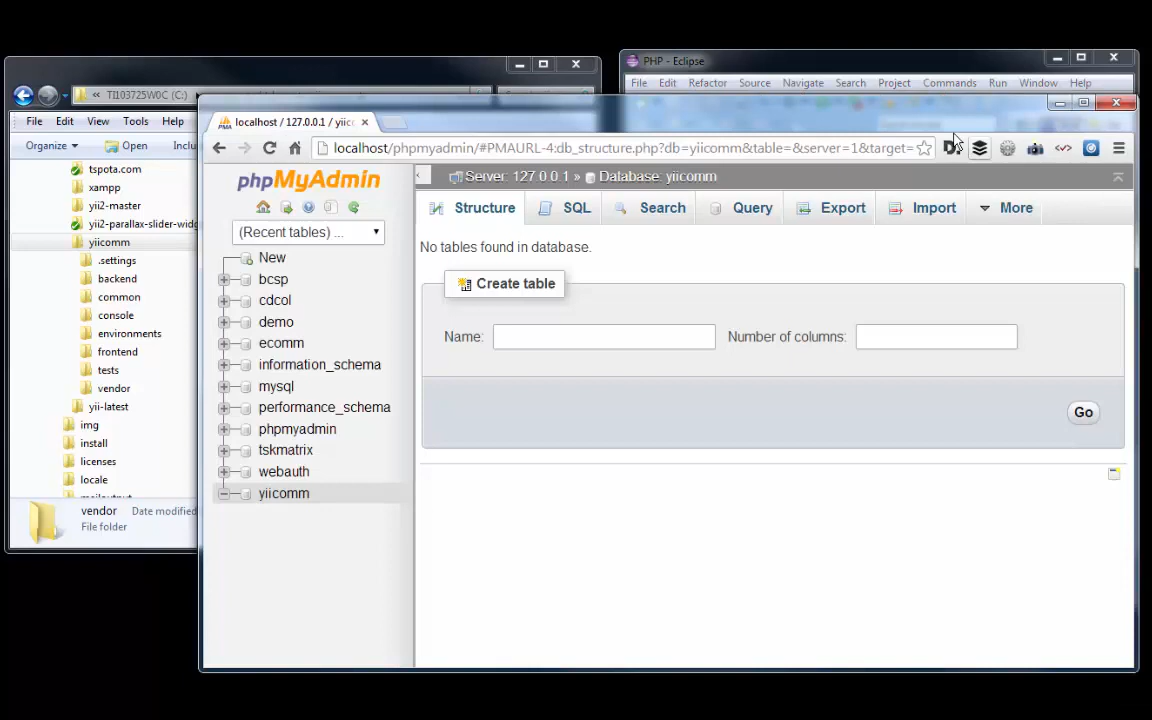 PHP - Eclipse
File Edit Refactor Source Navigate Search Project Commands Run Window Help
« TI103725W0C (C:)
File Edit View Tools Help
Organize Open
tspota.com
xampp
yii2-master
yii2-parallax-slider-widg
yiicomm
.settings
backend
common
console
environments
frontend
tests
vendor
yii-latest
img
install
licenses
locale
vendor Date modified
File folder
localhost / 127.0.0.1 / yiic
localhost/phpmyadmin/#PMAURL-4:db_structure.php?db=yiicomm&table=&server=1&target=
phpMyAdmin
(Recent tables) ...
New
bcsp
cdcol
demo
ecomm
information_schema
mysql
performance_schema
phpmyadmin
tskmatrix
webauth
yiicomm
Server: 127.0.0.1 » Database: yiicomm
Structure SQL Search Query Export Import More
No tables found in database.
Create table
Name: Number of columns:
Go